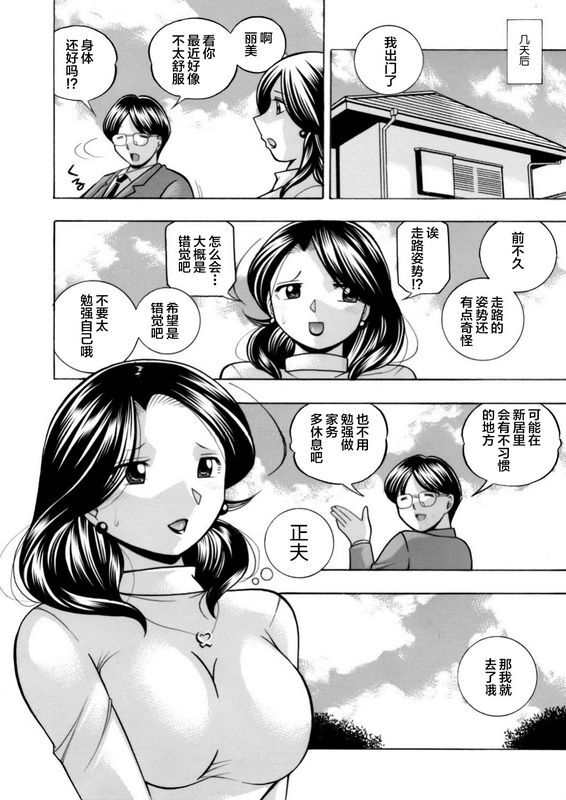 几天后
我出门了
啊
丽美
看你
最近好像
不太舒服
身体
还好吗!?
前不久
走路的
姿势还
有点奇怪
诶
走路姿势!?
怎么会…
大概是
错觉吧
希望是
错觉吧
不要太
勉强自己哦
可能在
新居里
会有不习惯
的地方
也不用
勉强做
家务
多休息吧
正夫
那我就
去了哦